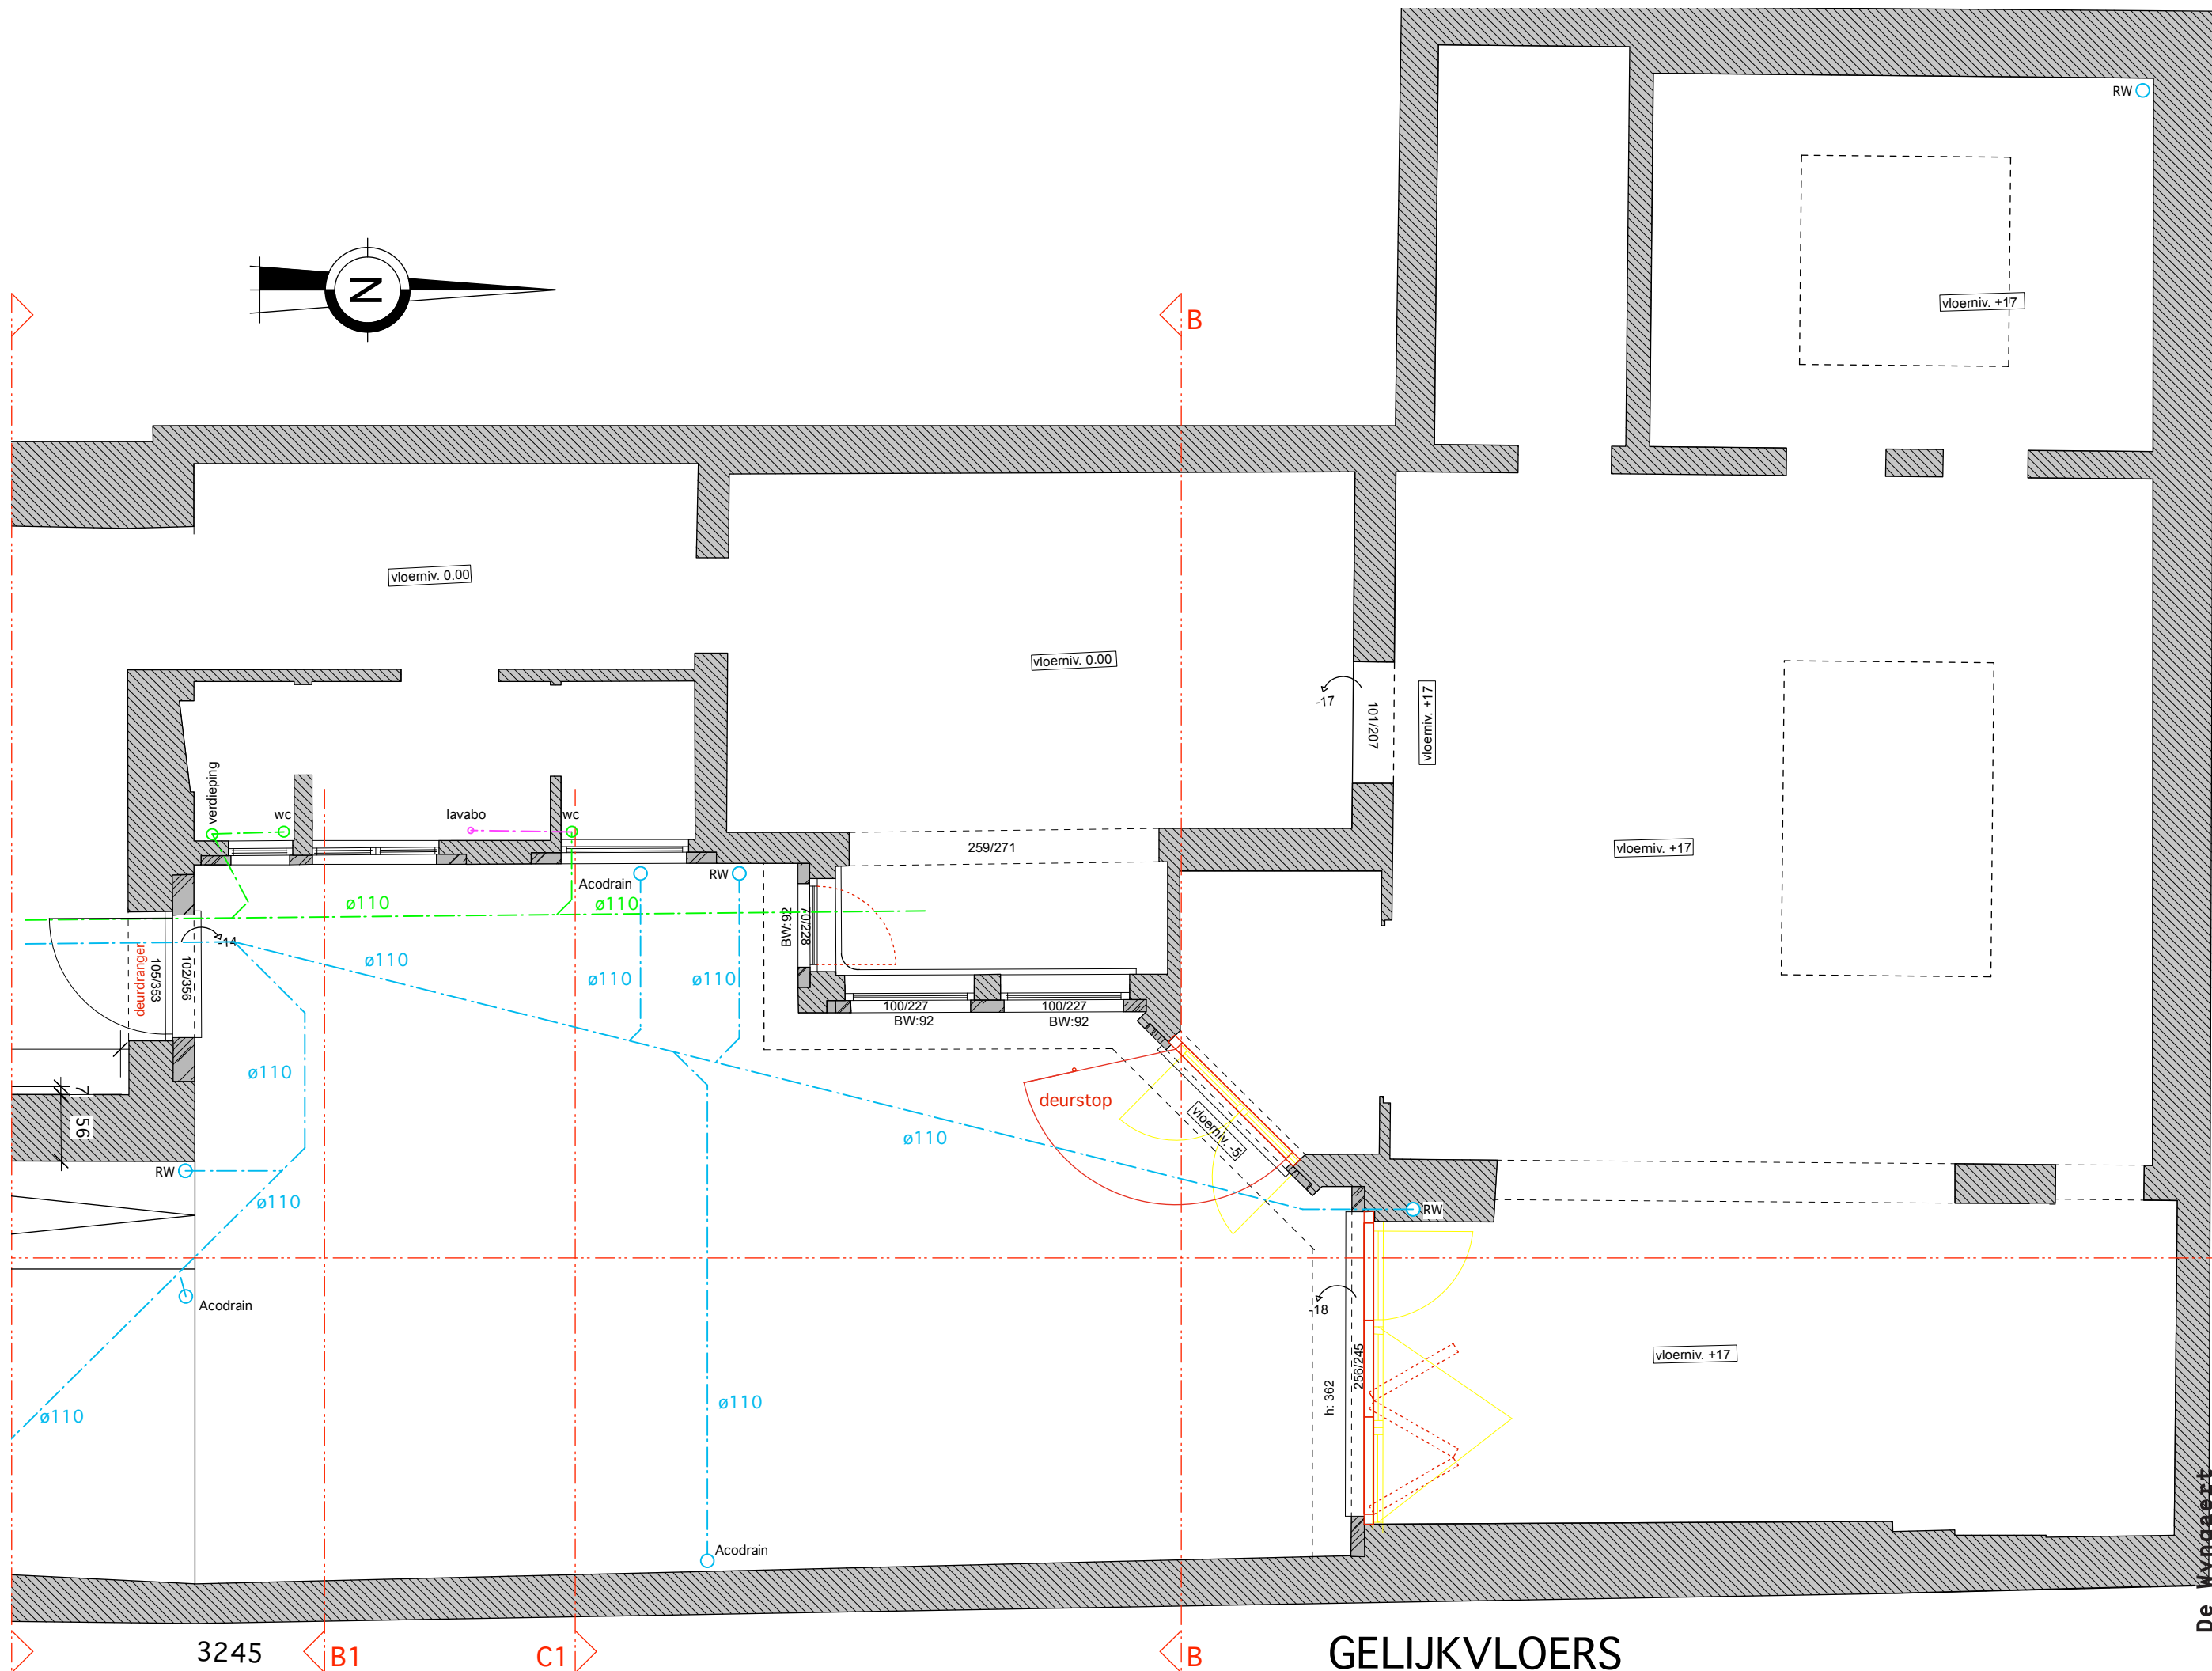 RW
vloerniv. +17
N
B
vloerniv. 0.00
vloerniv. 0.00
-17
101/207
vloerniv. +17
verdieping
wc
lavabo
wc
259/271
vloerniv. +17
Acodrain
RW
ø110
ø110
BW:92
70/228
-14
deurdranger
105/353
102/356
ø110
ø110
ø110
100/227
BW:92
100/227
BW:92
ø110
deurstop
vloerniv. -5
7
56
ø110
RW
ø110
RW
Acodrain
-18
h: 362
256/245
vloerniv. +17
ø110
ø110
Acodrain
De Wyngaert
3245
B1
C1
B
GELIJKVLOERS